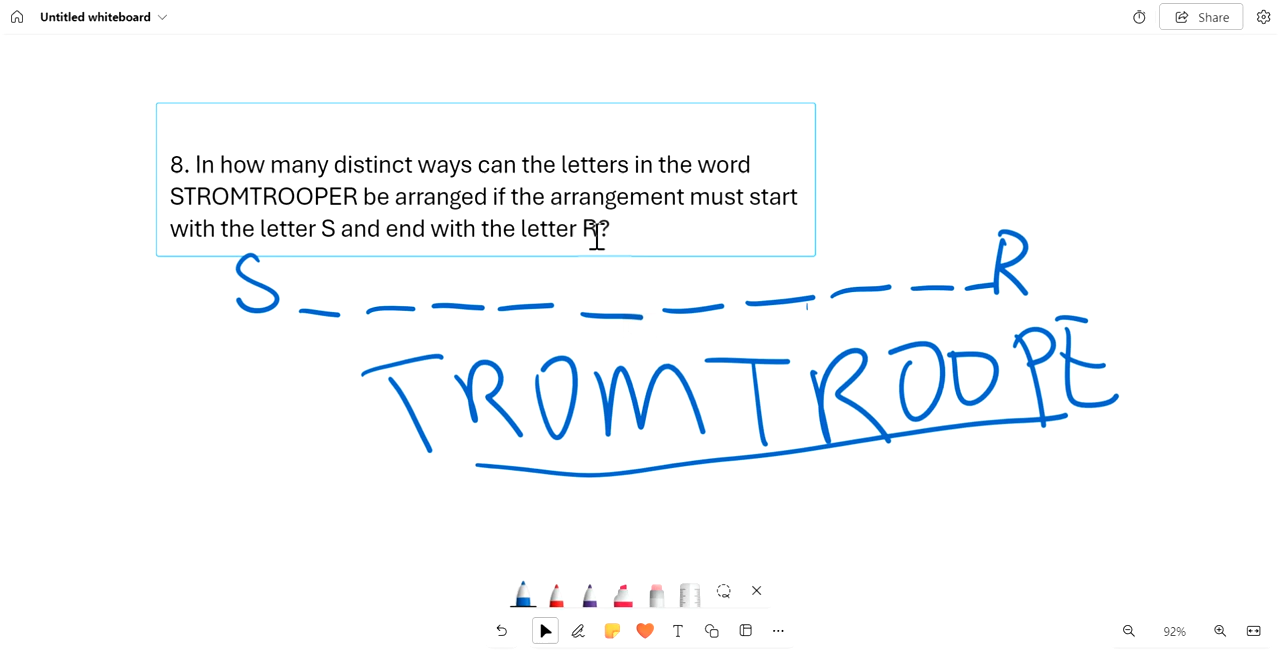 Untitled whiteboard
Share
8. In how many distinct ways can the letters in the word
STROMTROOPER be arranged if the arrangement must start
with the letter S and end with the letter R?
S _ _ _ _ _ _ _ _ _ _ R
TROMTROOPE
92%